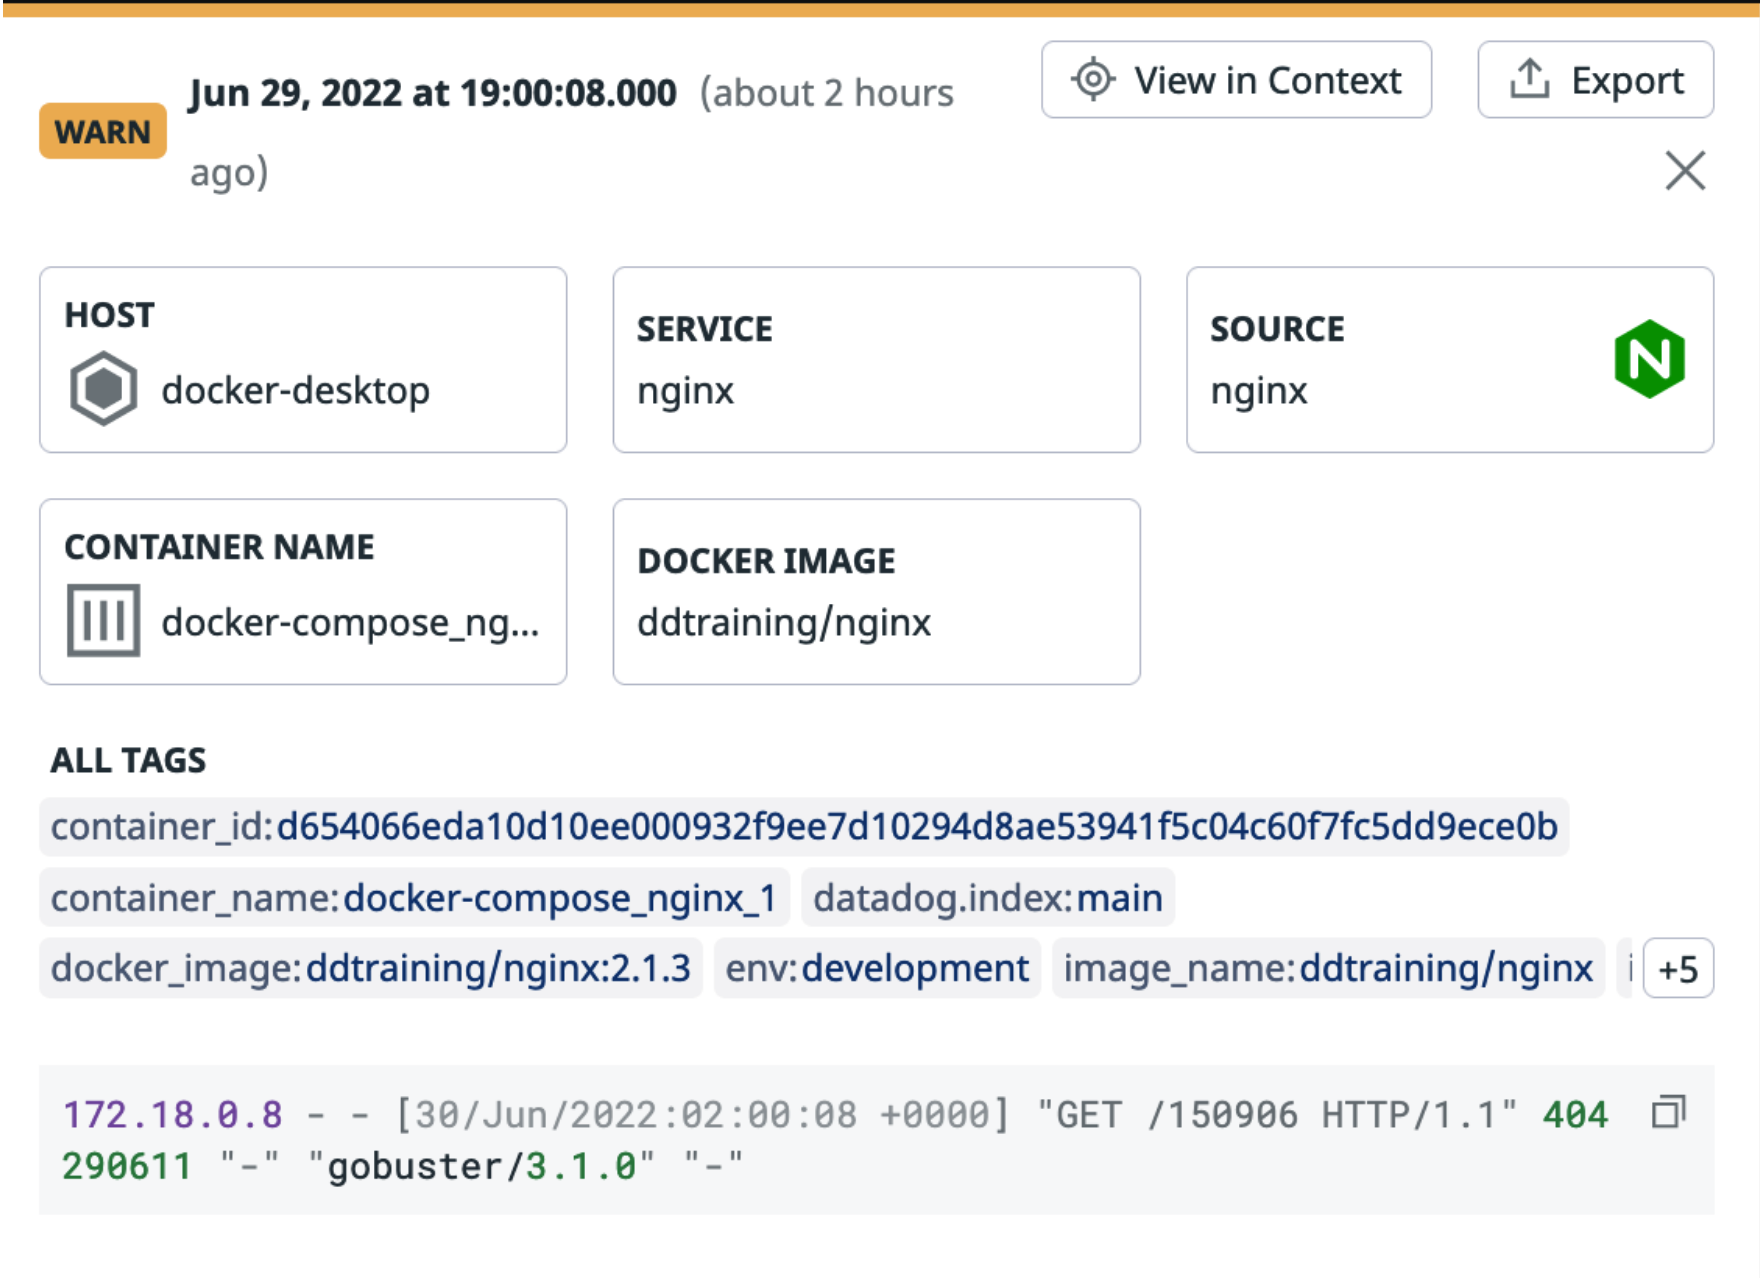 Jun 29, 2022 at 19:00:08.000 (about 2 hours
ago)
WARN
View in Context
Export
HOST
docker-desktop
SERVICE
nginx
SOURCE
nginx
N
CONTAINER NAME
docker-compose_ng...
DOCKER IMAGE
ddtraining/nginx
ALL TAGS
container_id:d654066eda10d10ee000932f9ee7d10294d8ae53941f5c04c60f7fc5dd9ece0b
container_name:docker-compose_nginx_1 datadog.index:main
docker_image:ddtraining/nginx:2.1.3 env:development image_name:ddtraining/nginx i +5
172.18.0.8 - - [30/Jun/2022:02:00:08 +0000] "GET /150906 HTTP/1.1" 404
290611 "-" "gobuster/3.1.0" "-"